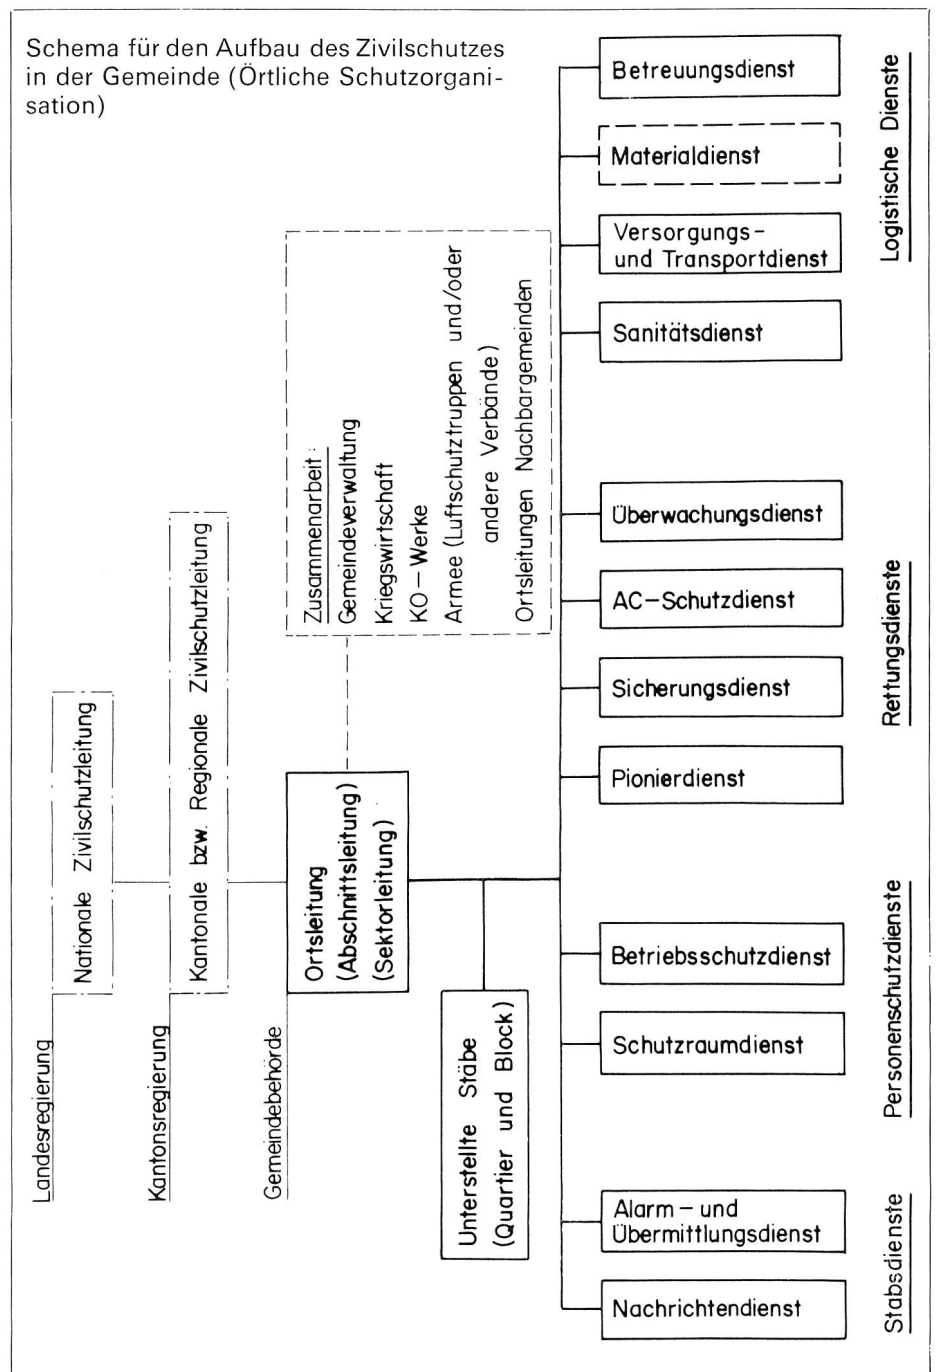 Schema für den Aufbau des Zivilschutzes
in der Gemeinde (Örtliche Schutzorgani-
sation)
Landesregierung
Nationale Zivilschutzleitung
Kantonsregierung
Kantonale bzw. Regionale Zivilschutzleitung
Gemeindebehörde
Ortsleitung
(Abschnittsleitung)
(Sektorleitung)
Zusammenarbeit:
Gemeindeverwaltung
Kriegswirtschaft
KO-Werke
Armee (Luftschutztruppen und/oder
andere Verbände)
Ortsleitungen Nachbargemeinden
Unterstellte Stäbe
(Quartier und Block)
Betreuungsdienst
Materialdienst
Versorgungs-
und Transportdienst
Sanitätsdienst
Logistische Dienste
Überwachungsdienst
AC-Schutzdienst
Sicherungsdienst
Pionierdienst
Rettungsdienste
Betriebsschutzdienst
Schutzraumdienst
Personenschutzdienste
Alarm- und
Übermittlungsdienst
Nachrichtendienst
Stabsdienste